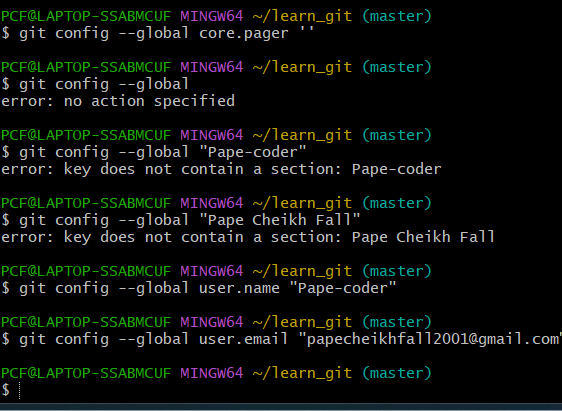 PCF@LAPTOP-SSABMCUF MINGW64 ~/learn_git (master)
$ git config --global core.pager ''
PCF@LAPTOP-SSABMCUF MINGW64 ~/learn_git (master)
$ git config --global
error: no action specified
PCF@LAPTOP-SSABMCUF MINGW64 ~/learn_git (master)
$ git config --global "Pape-coder"
error: key does not contain a section: Pape-coder
PCF@LAPTOP-SSABMCUF MINGW64 ~/learn_git (master)
$ git config --global "Pape Cheikh Fall"
error: key does not contain a section: Pape Cheikh Fall
PCF@LAPTOP-SSABMCUF MINGW64 ~/learn_git (master)
$ git config --global user.name "Pape-coder"
PCF@LAPTOP-SSABMCUF MINGW64 ~/learn_git (master)
$ git config --global user.email "papecheikhfall2001@gmail.com"
PCF@LAPTOP-SSABMCUF MINGW64 ~/learn_git (master)
$